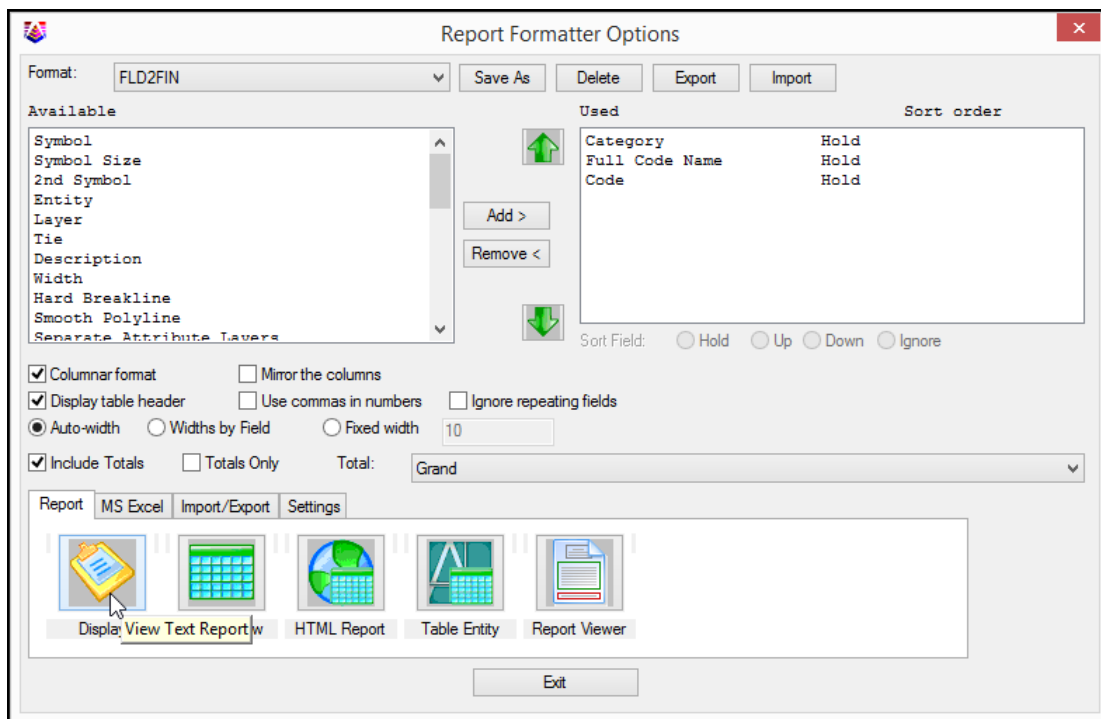 Report Formatter Options
Format: FLD2FIN Save As Delete Export Import
Available Used Sort order
Symbol
Symbol Size
2nd Symbol
Entity
Layer
Tie
Description
Width
Hard Breakline
Smooth Polyline
Separate Attribute Layers
Add >
Remove <
Category Hold
Full Code Name Hold
Code Hold
Sort Field: Hold Up Down Ignore
Columnar format Mirror the columns
Display table header Use commas in numbers Ignore repeating fields
Auto-width Widths by Field Fixed width 10
Include Totals Totals Only Total: Grand
Report MS Excel Import/Export Settings
Display View Text Report w HTML Report Table Entity Report Viewer
Exit